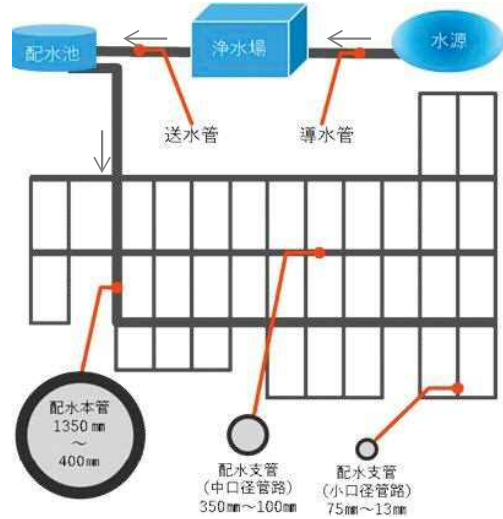 配水池
浄水場
水源
送水管
導水管
配水本管
1350㎜
～
400㎜
配水支管
（中口径管路）
350㎜～100㎜
配水支管
（小口径管路）
75㎜～13㎜